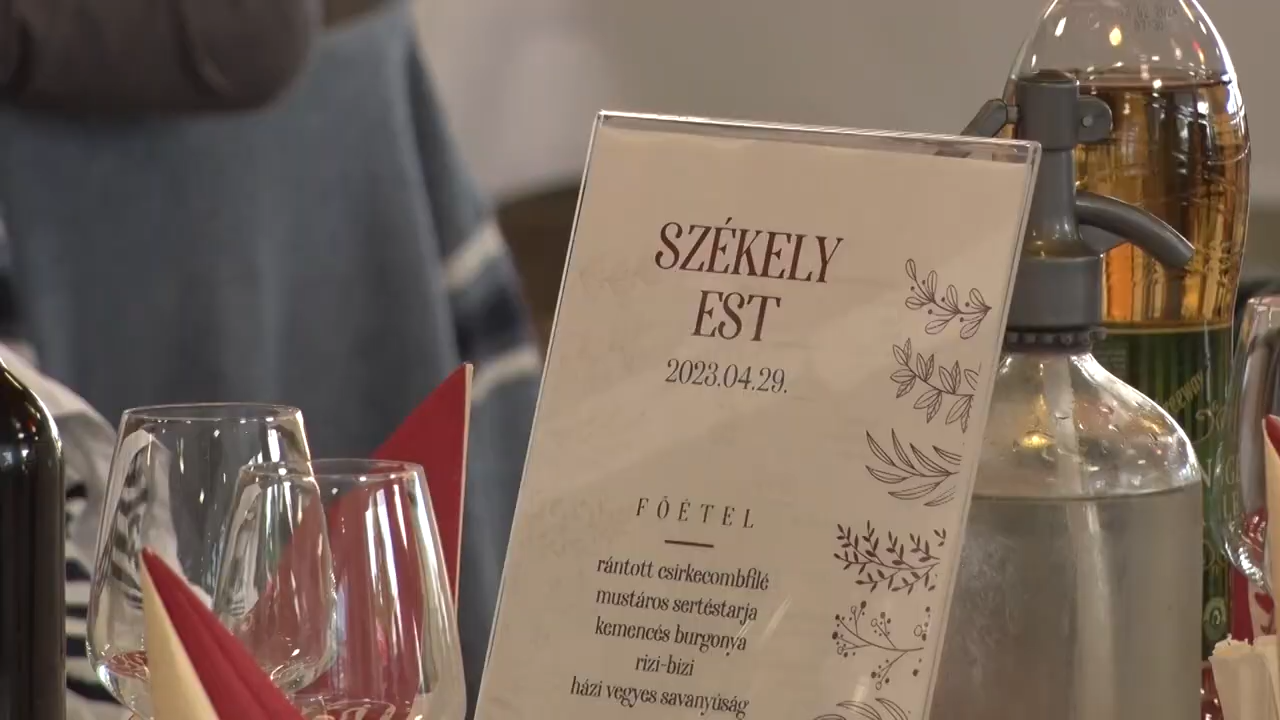 SZÉKELY
EST
2023.04.29.
FŐÉTEL
rántott csirkecombfilé
mustáros sertéstarja
kemencés burgonya
rizi-bizi
házi vegyes savanyúság